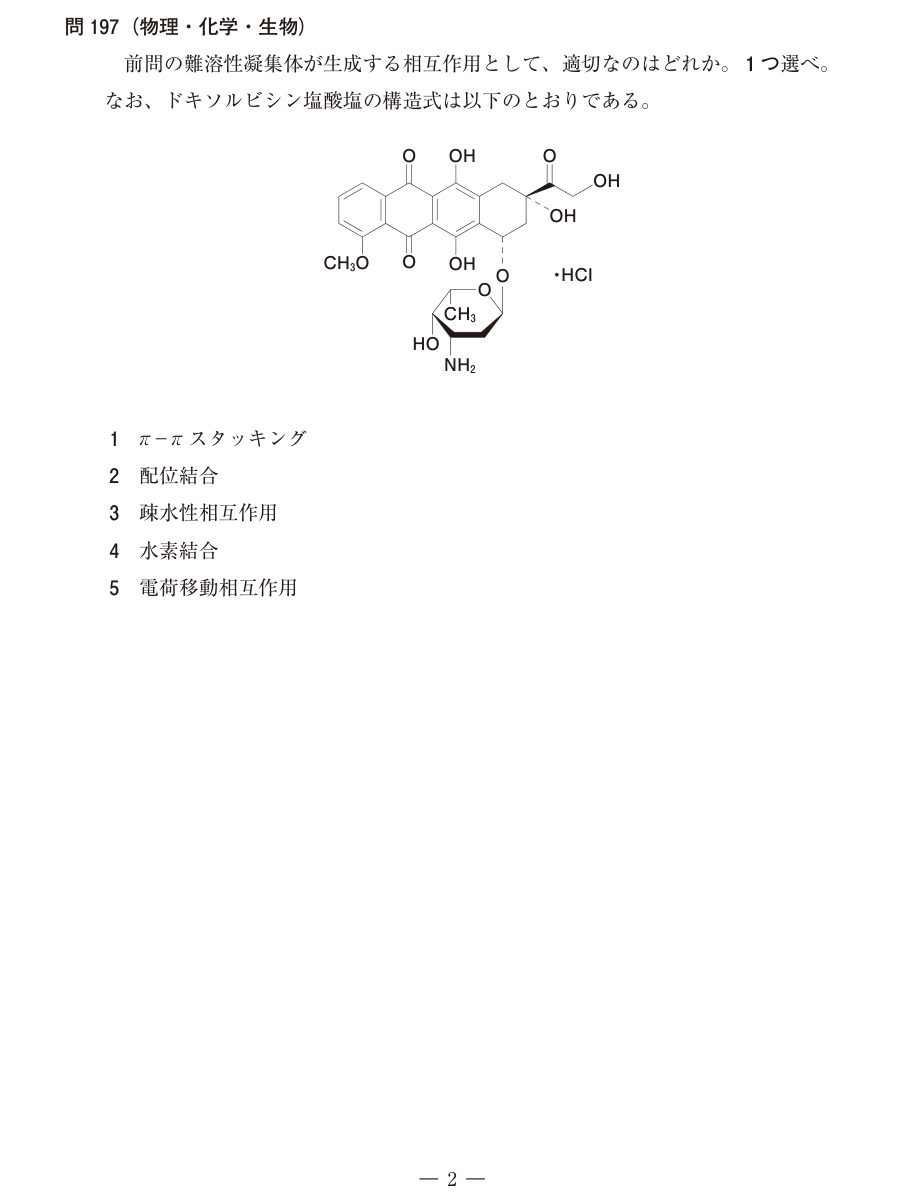 問 197 (物理・化学・生物)
前問の難溶性凝集体が生成する相互作用として、適切なのはどれか。1つ選べ。
なお、ドキソルビシン塩酸塩の構造式は以下のとおりである。
O OH O
OH
OH
CH₃O O OH O ・HCl
O
CH₃
HO
NH₂
1 π−πスタッキング
2 配位結合
3 疎水性相互作用
4 水素結合
5 電荷移動相互作用
— 2 —